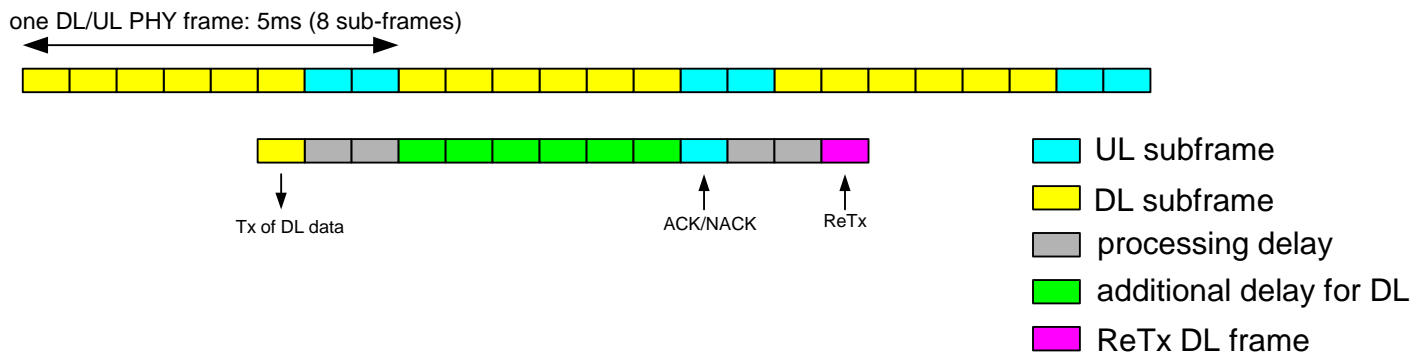 one DL/UL PHY frame: 5ms (8 sub-frames)
Tx of DL data
ACK/NACK
ReTx
UL subframe
DL subframe
processing delay
additional delay for DL
ReTx DL frame